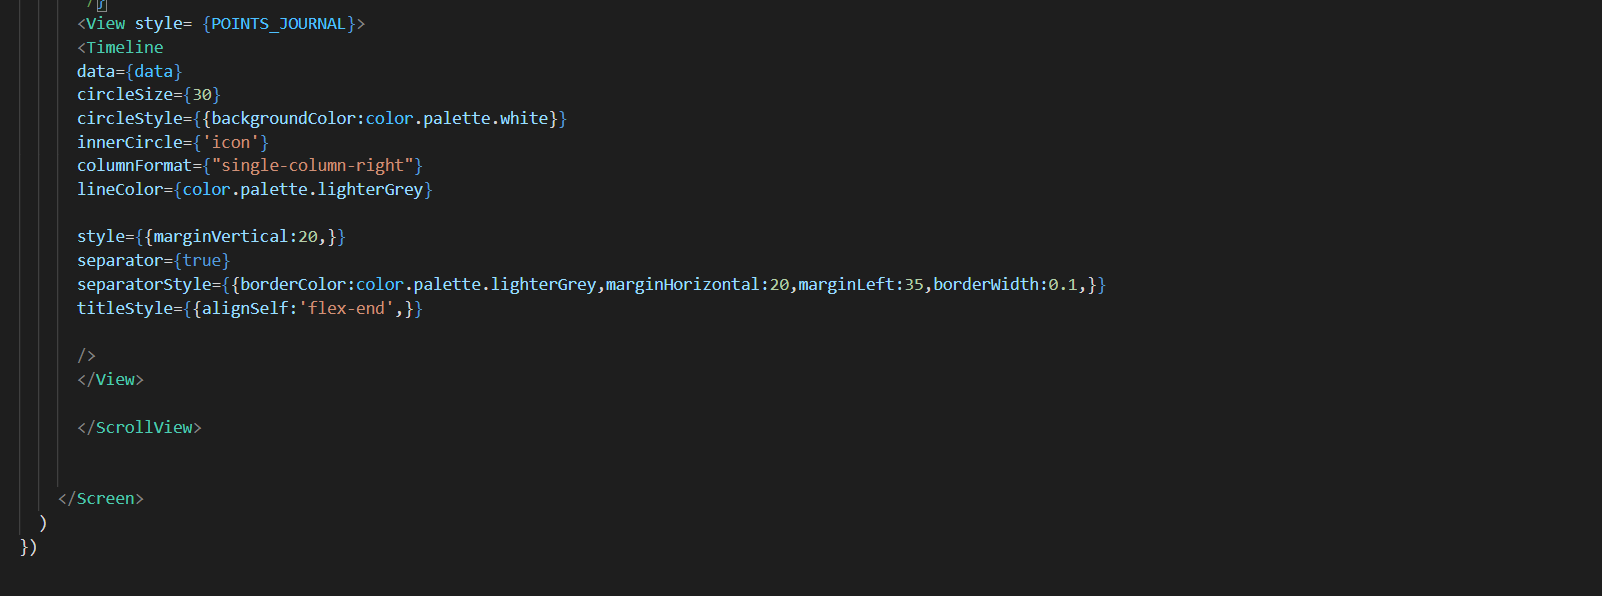 />}
<View style= {POINTS_JOURNAL}>
<Timeline
data={data}
circleSize={30}
circleStyle={{backgroundColor:color.palette.white}}
innerCircle={'icon'}
columnFormat={"single-column-right"}
lineColor={color.palette.lighterGrey}
style={{marginVertical:20,}}
separator={true}
separatorStyle={{borderColor:color.palette.lighterGrey,marginHorizontal:20,marginLeft:35,borderWidth:0.1,}}
titleStyle={{alignSelf:'flex-end',}}
/>
</View>
</ScrollView>
</Screen>
)
})